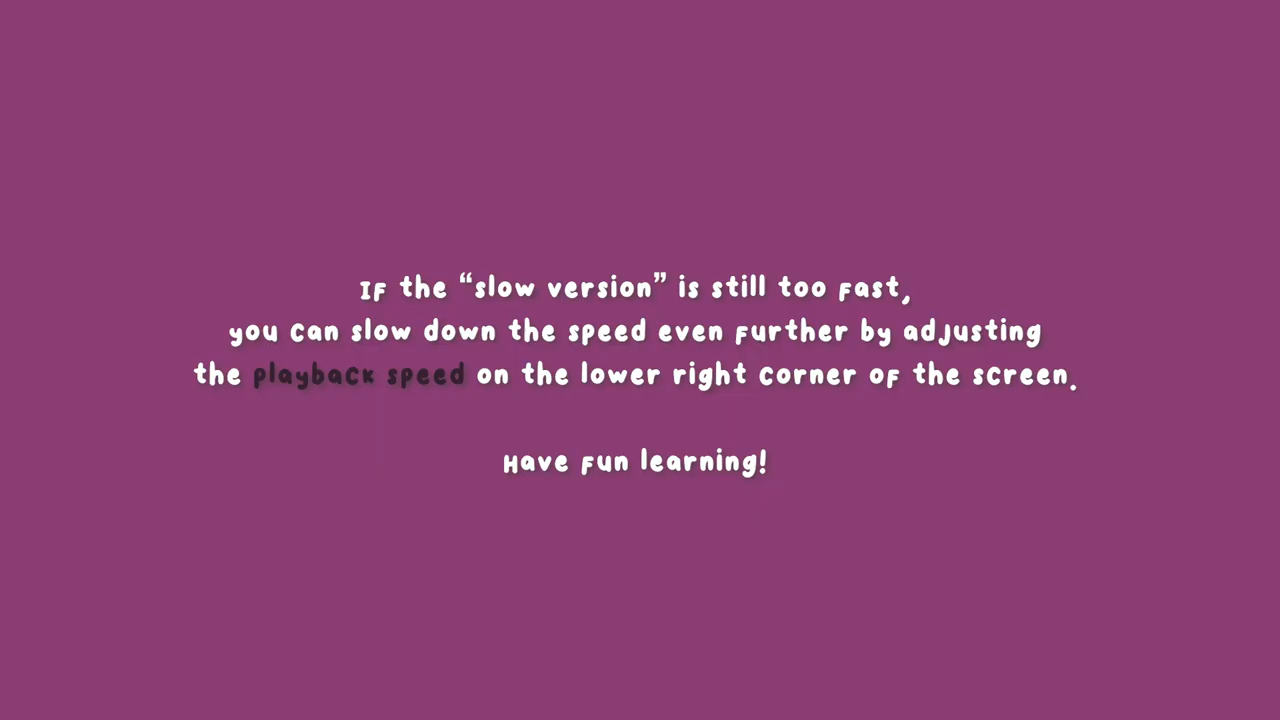 If the “slow version” is still too fast,
you can slow down the speed even further by adjusting
the playback speed on the lower right corner of the screen.
Have fun learning!